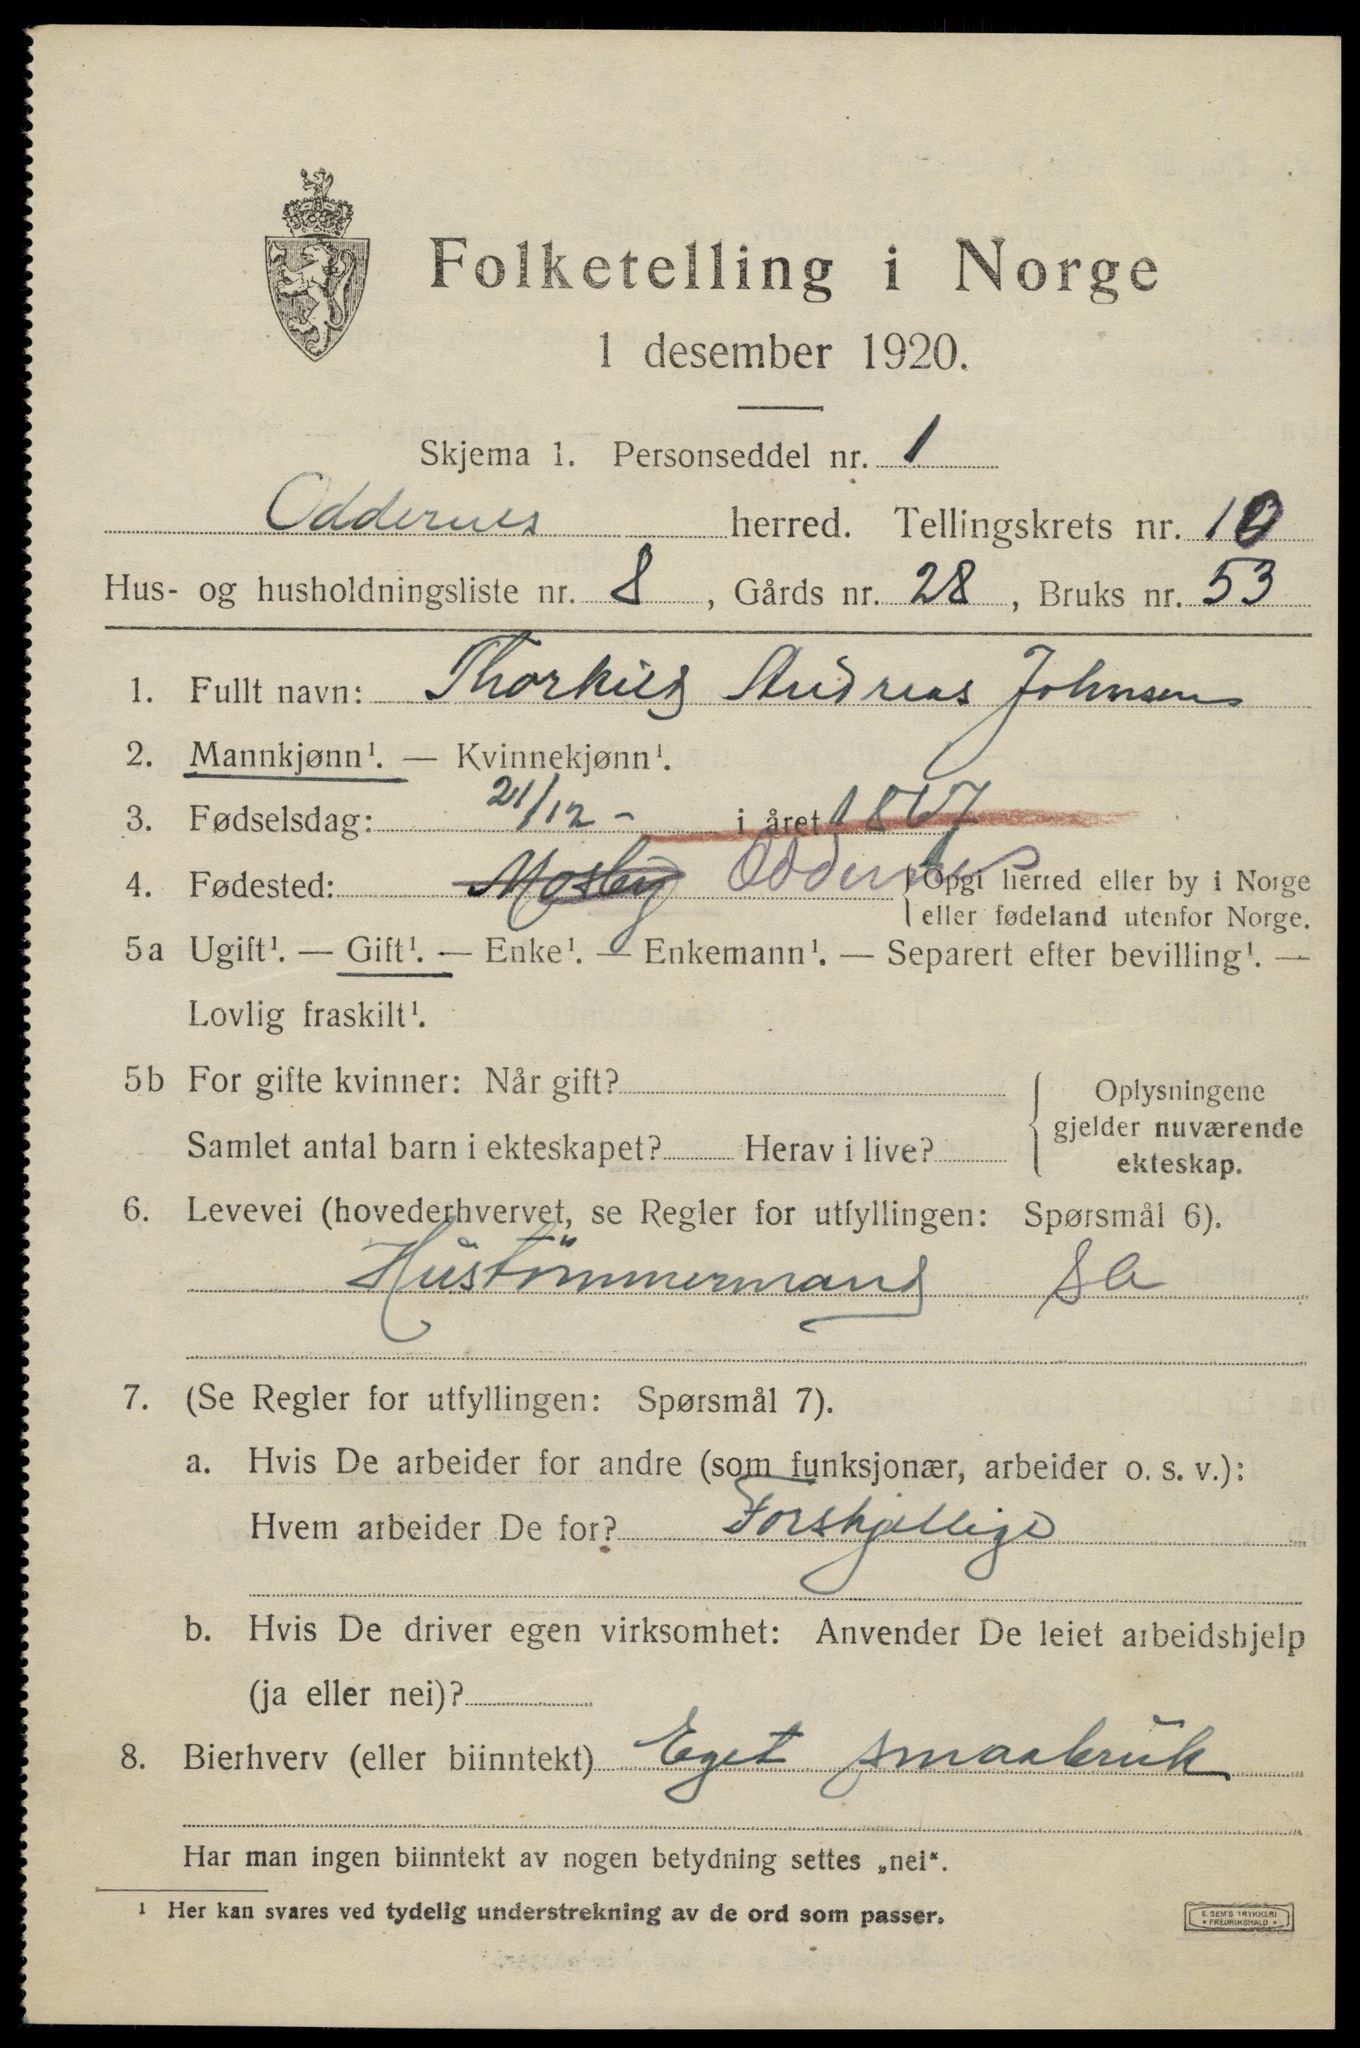 Folketelling i Norge
1 desember 1920.
Skjema 1. Personseddel nr. 1
Oddernes herred. Tellingskrets nr. 10
Hus- og husholdningsliste nr. 8, Gårds nr. 28, Bruks nr. 53
1. Fullt navn: Thorkild Andreas Johnsen
2. Mannkjønn¹. — Kvinnekjønn¹.
3. Fødselsdag: 21/12 - i året 1867
4. Fødested: Mosby Oddernes { Opgi herred eller by i Norge
eller fødeland utenfor Norge.
5a Ugift¹. — Gift¹. — Enke¹. — Enkemann¹. — Separert efter bevilling¹. —
Lovlig fraskilt¹.
5b For gifte kvinner: Når gift?
Samlet antal barn i ekteskapet? Herav i live?
Oplysningene
gjelder nuværende
ekteskap.
6. Levevei (hovederhvervet, se Regler for utfyllingen: Spørsmål 6).
Hustömmermand Sa
7. (Se Regler for utfyllingen: Spørsmål 7).
a. Hvis De arbeider for andre (som funksjonær, arbeider o. s. v.):
Hvem arbeider De for? Forskjellige
b. Hvis De driver egen virksomhet: Anvender De leiet arbeidshjelp
(ja eller nei)?
8. Bierhverv (eller biinntekt) Eget smaabruk
Har man ingen biinntekt av nogen betydning settes „nei“.
¹ Her kan svares ved tydelig understrekning av de ord som passer.
E. SEM'S TRYKKERI
* FREDRIKSHALD *